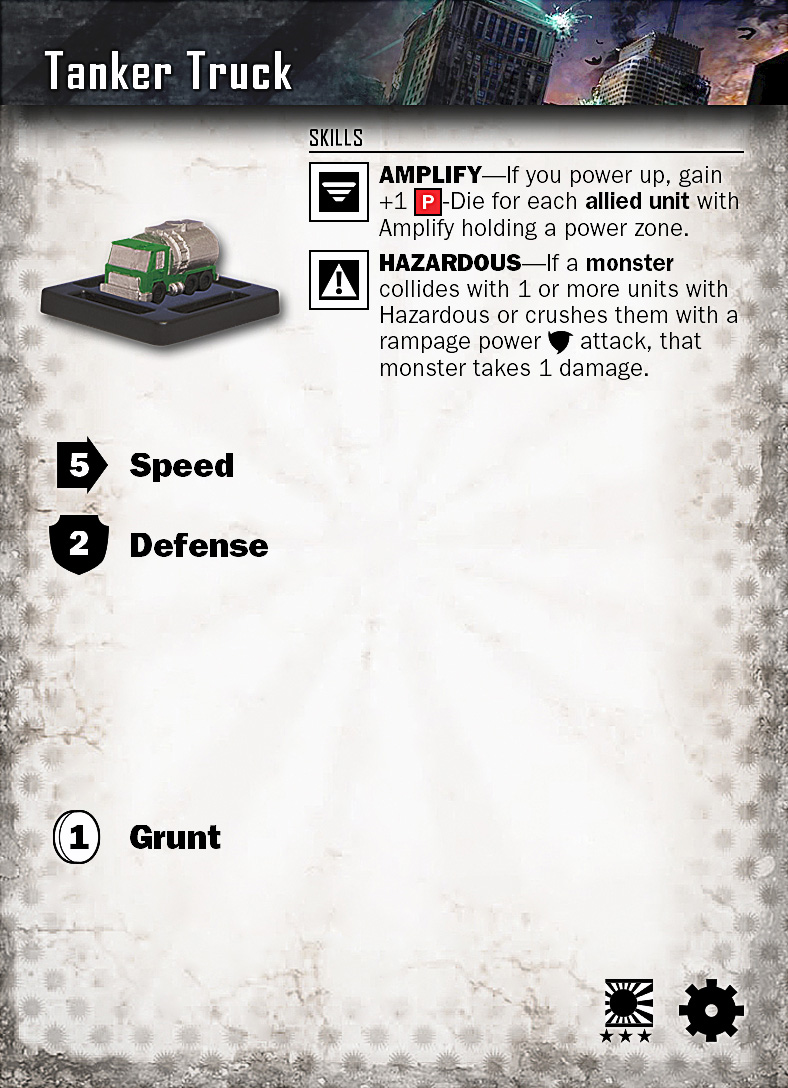 Tanker Truck
SKILLS
AMPLIFY—If you power up, gain
+1 P-Die for each allied unit with
Amplify holding a power zone.
HAZARDOUS—If a monster
collides with 1 or more units with
Hazardous or crushes them with a
rampage power attack, that
monster takes 1 damage.
5 Speed
2 Defense
1 Grunt